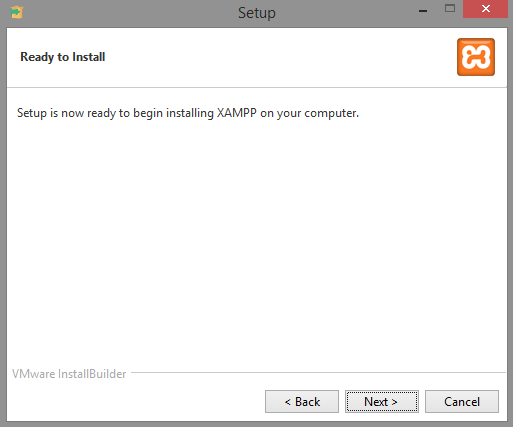 Setup
Ready to Install
Setup is now ready to begin installing XAMPP on your computer.
VMware InstallBuilder
< Back
Next >
Cancel